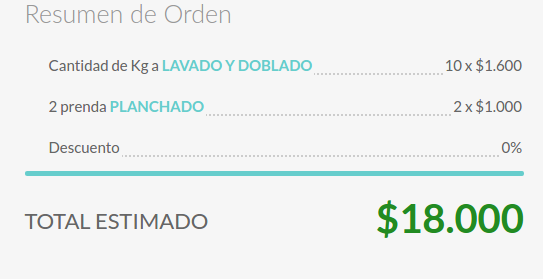 Resumen de Orden
Cantidad de Kg a LAVADO Y DOBLADO 10 x $1.600
2 prenda PLANCHADO 2 x $1.000
Descuento 0%
TOTAL ESTIMADO $18.000